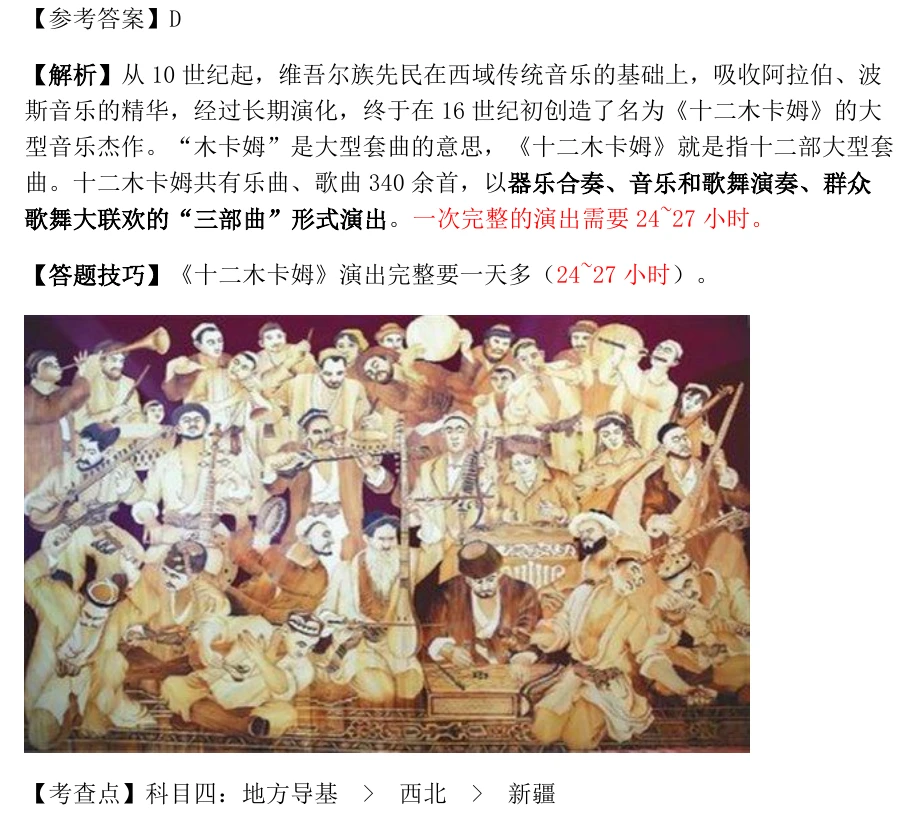 【参考答案】D
【解析】从 10 世纪起，维吾尔族先民在西域传统音乐的基础上，吸收阿拉伯、波
斯音乐的精华，经过长期演化，终于在 16 世纪初创造了名为《十二木卡姆》的大
型音乐杰作。“木卡姆”是大型套曲的意思，《十二木卡姆》就是指十二部大型套
曲。十二木卡姆共有乐曲、歌曲 340 余首，以器乐合奏、音乐和歌舞演奏、群众
歌舞大联欢的“三部曲”形式演出。一次完整的演出需要 24~27 小时。
【答题技巧】《十二木卡姆》演出完整要一天多（24~27 小时）。
【考查点】科目四：地方导基 > 西北 > 新疆